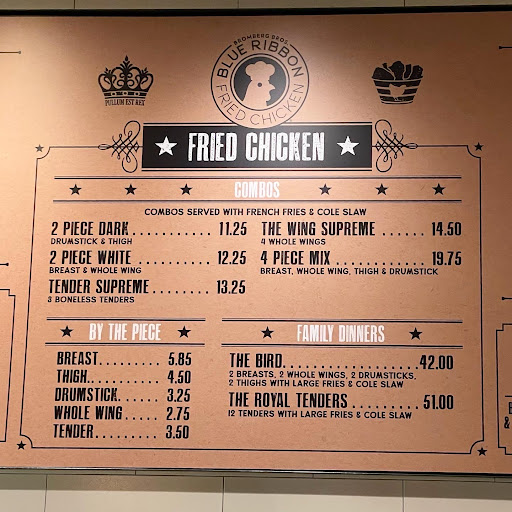 BROMBERG BROS.
BLUE RIBBON
FRIED CHICKEN
PULLUM EST REX
FRIED CHICKEN
COMBOS
COMBOS SERVED WITH FRENCH FRIES & COLE SLAW
2 PIECE DARK ............ 11.25
DRUMSTICK & THIGH
2 PIECE WHITE ........... 12.25
BREAST & WHOLE WING
TENDER SUPREME ........ 13.25
3 BONELESS TENDERS
THE WING SUPREME ....... 14.50
4 WHOLE WINGS
4 PIECE MIX ............. 19.75
BREAST, WHOLE WING, THIGH & DRUMSTICK
BY THE PIECE
BREAST......... 5.85
THIGH........... 4.50
DRUMSTICK..... 3.25
WHOLE WING ... 2.75
TENDER......... 3.50
FAMILY DINNERS
THE BIRD.................42.00
2 BREASTS, 2 WHOLE WINGS, 2 DRUMSTICKS,
2 THIGHS WITH LARGE FRIES & COLE SLAW
THE ROYAL TENDERS ......... 51.00
12 TENDERS WITH LARGE FRIES & COLE SLAW